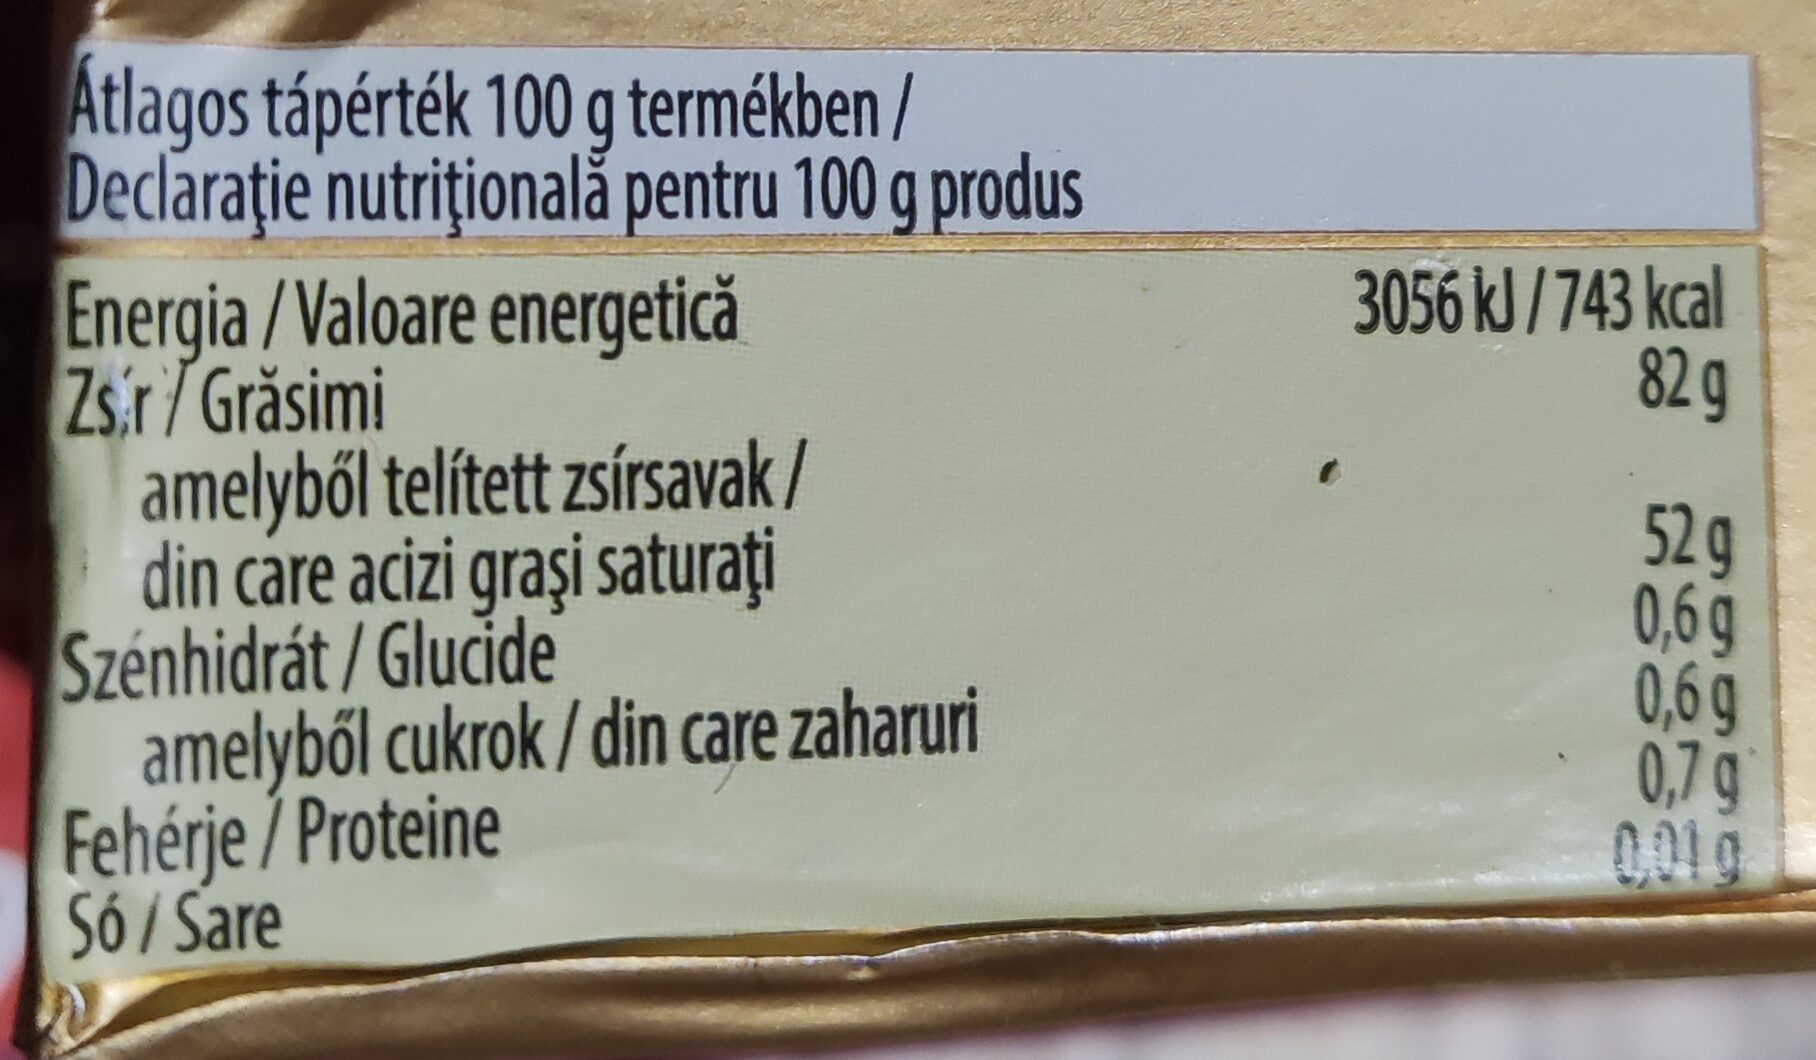 Átlagos tápérték 100 g termékben /
Declaraţie nutriţională pentru 100 g produs
Energia / Valoare energetică 3056 kJ / 743 kcal
Zsír / Grăsimi 82 g
amelyből telített zsírsavak /
din care acizi graşi saturaţi 52 g
Szénhidrát / Glucide 0,6 g
amelyből cukrok / din care zaharuri 0,6 g
Fehérje / Proteine 0,7 g
Só / Sare 0,01 g